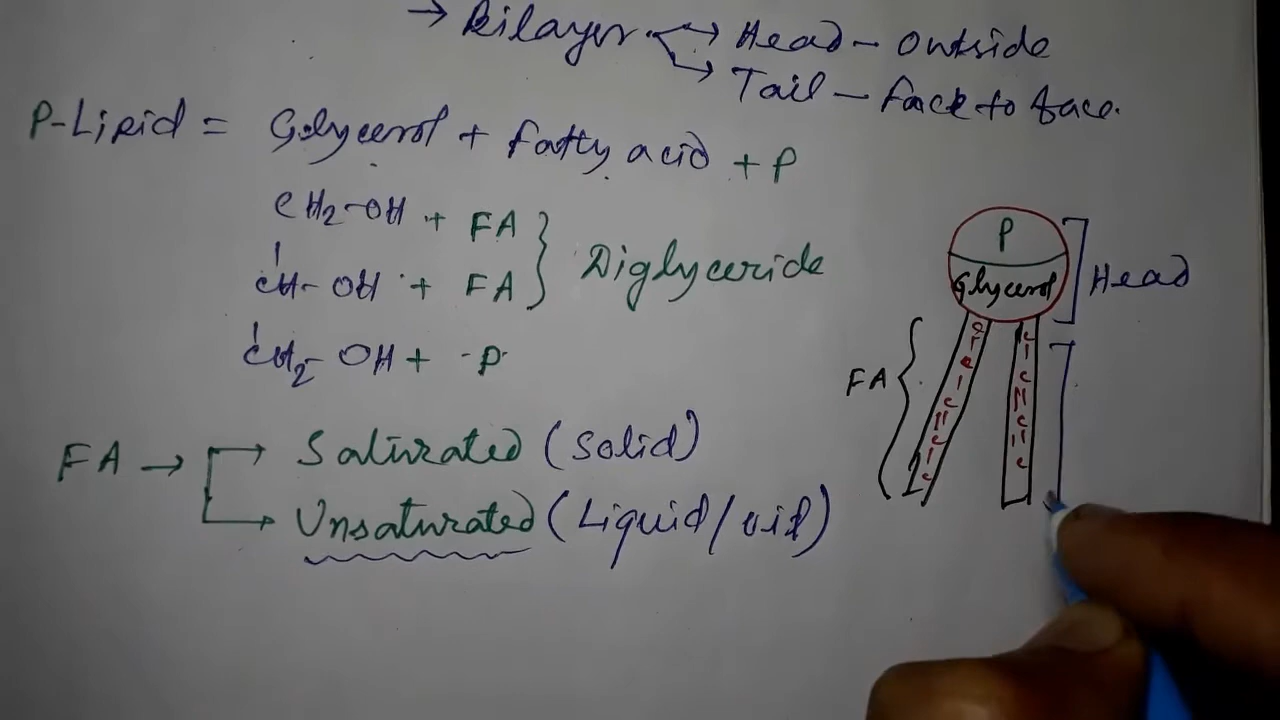 → Bilayer → Head - Outside
→ Tail - face to face.
P-Lipid = Glycerol + fatty acid + P
CH2-OH + FA
CH-OH + FA } Diglyceride
CH2-OH + P
P
Glycerol
Head
FA
FA → Saturated (Solid)
Unsaturated (Liquid/oil)